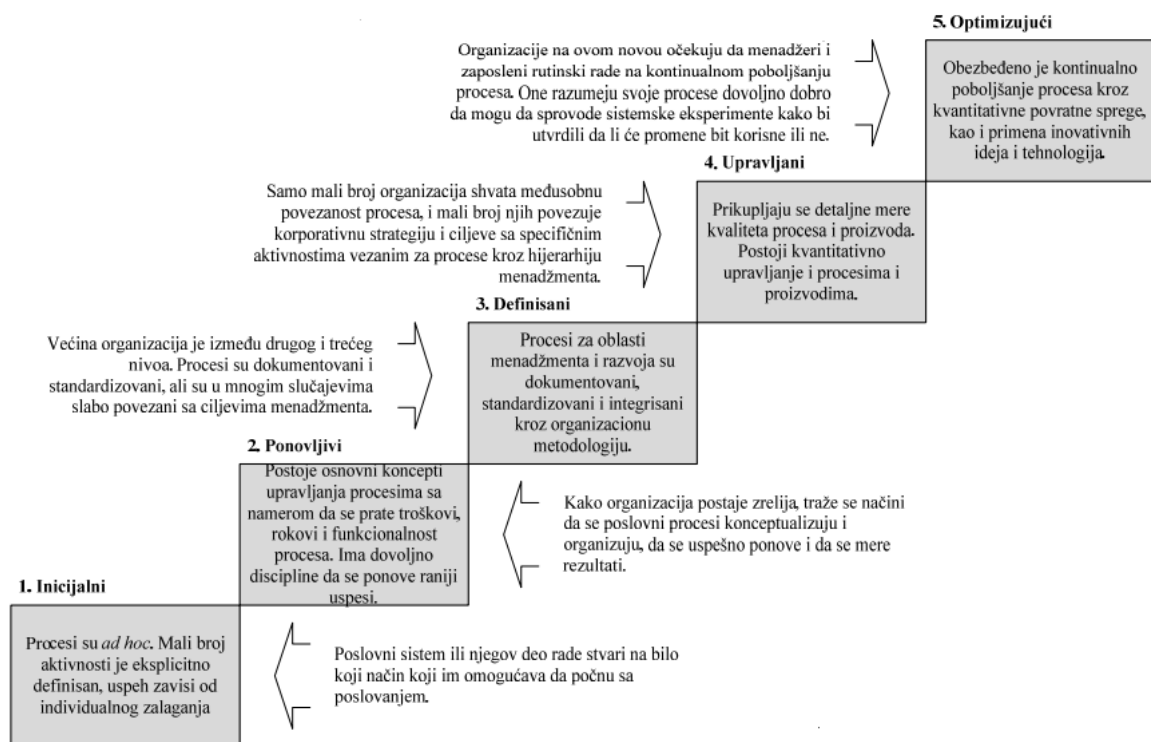 5. Optimizujući
Organizacije na ovom novou očekuju da menadžeri i
zaposleni rutinski rade na kontinualnom poboljšanju
procesa. One razumeju svoje procese dovoljno dobro
da mogu da sprovode sistemske eksperimente kako bi
utvrdili da li će promene bit korisne ili ne.
Obezbeđeno je kontinualno
poboljšanje procesa kroz
kvantitativne povratne sprege,
kao i primena inovativnih
ideja i tehnologija.
4. Upravljani
Samo mali broj organizacija shvata međusobnu
povezanost procesa, i mali broj njih povezuje
korporativnu strategiju i ciljeve sa specifičnim
aktivnostima vezanim za procese kroz hijerarhiju
menadžmenta.
Prikupljaju se detaljne mere
kvaliteta procesa i proizvoda.
Postoji kvantitativno
upravljanje i procesima i
proizvodima.
3. Definisani
Većina organizacija je između drugog i trećeg
nivoa. Procesi su dokumentovani i
standardizovani, ali su u mnogim slučajevima
slabo povezani sa ciljevima menadžmenta.
Procesi za oblasti
menadžmenta i razvoja su
dokumentovani,
standardizovani i integrisani
kroz organizacionu
metodologiju.
2. Ponovljivi
Postoje osnovni koncepti
upravljanja procesima sa
namerom da se prate troškovi,
rokovi i funkcionalnost
procesa. Ima dovoljno
discipline da se ponove raniji
uspesi.
Kako organizacija postaje zrelija, traže se načini
da se poslovni procesi konceptualizuju i
organizuju, da se uspešno ponove i da se mere
rezultati.
1. Inicijalni
Procesi su ad hoc. Mali broj
aktivnosti je eksplicitno
definisan, uspeh zavisi od
individualnog zalaganja
Poslovni sistem ili njegov deo rade stvari na bilo
koji način koji im omogućava da počnu sa
poslovanjem.